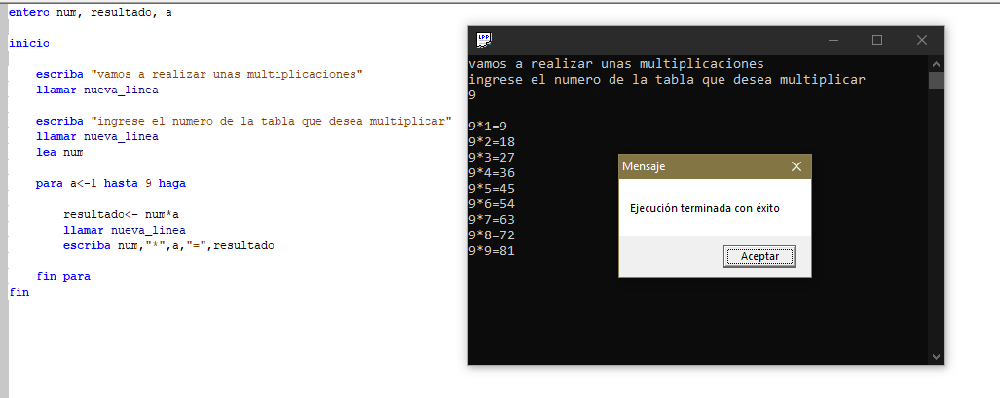 entero num, resultado, a
inicio
escriba "vamos a realizar unas multiplicaciones"
llamar nueva_linea
escriba "ingrese el numero de la tabla que desea multiplicar"
llamar nueva_linea
lea num
para a<-1 hasta 9 haga
resultado<- num*a
llamar nueva_linea
escriba num,"*",a,"=",resultado
fin para
fin
LPP
vamos a realizar unas multiplicaciones
ingrese el numero de la tabla que desea multiplicar
9
9*1=9
9*2=18
9*3=27
9*4=36
9*5=45
9*6=54
9*7=63
9*8=72
9*9=81
Mensaje
Ejecución terminada con éxito
Aceptar